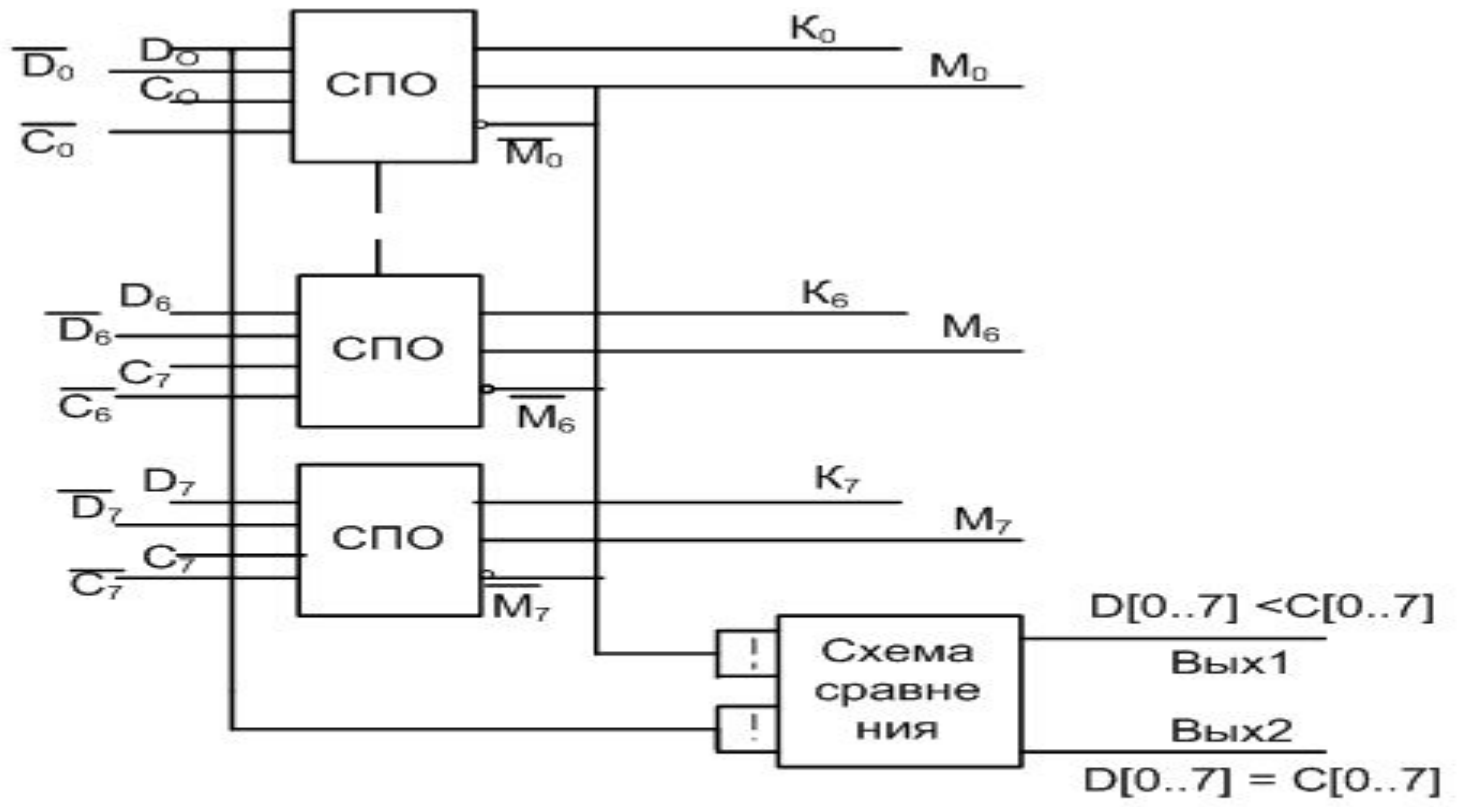 D₀
D̅₀
C₀
C̅₀
СПО
K₀
M₀
M̅₀
D₆
D̅₆
C₇
C̅₆
СПО
K₆
M₆
M̅₆
D₇
D̅₇
C₇
C̅₇
СПО
K₇
M₇
M̅₇
Схема
сравне
ния
D[0..7] <C[0..7]
Вых1
Вых2
D[0..7] = C[0..7]